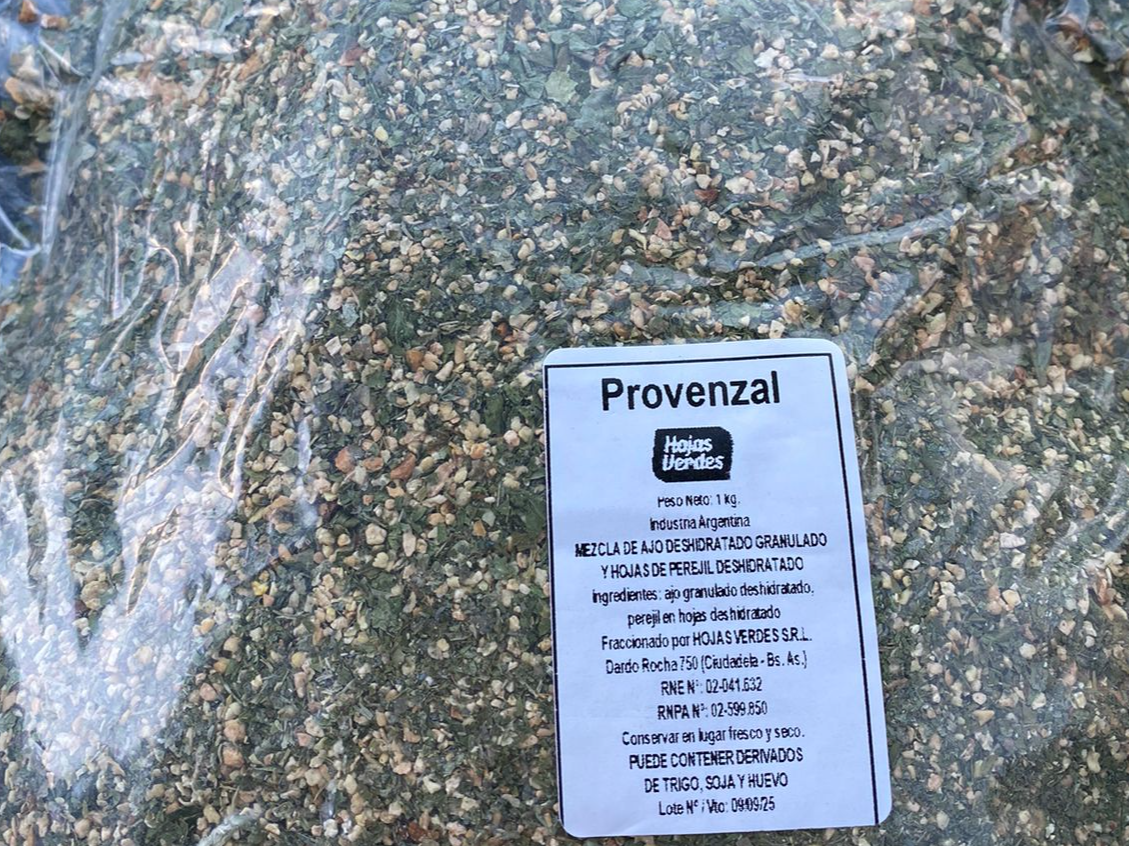 Provenzal
Hojas
Verdes
Peso Neto: 1 kg.
Industria Argentina
MEZCLA DE AJO DESHIDRATADO GRANULADO
Y HOJAS DE PEREJIL DESHIDRATADO
ingredientes: ajo granulado deshidratado,
perejil en hojas deshidratado
Fraccionado por HOJAS VERDES S.R.L.
Dardo Rocha 750 (Ciudadela - Bs. As.)
RNE N°: 02-041.632
RNPA N°: 02-599.850
Conservar en lugar fresco y seco.
PUEDE CONTENER DERIVADOS
DE TRIGO, SOJA Y HUEVO
Lote N° / Vto: 09/09/25